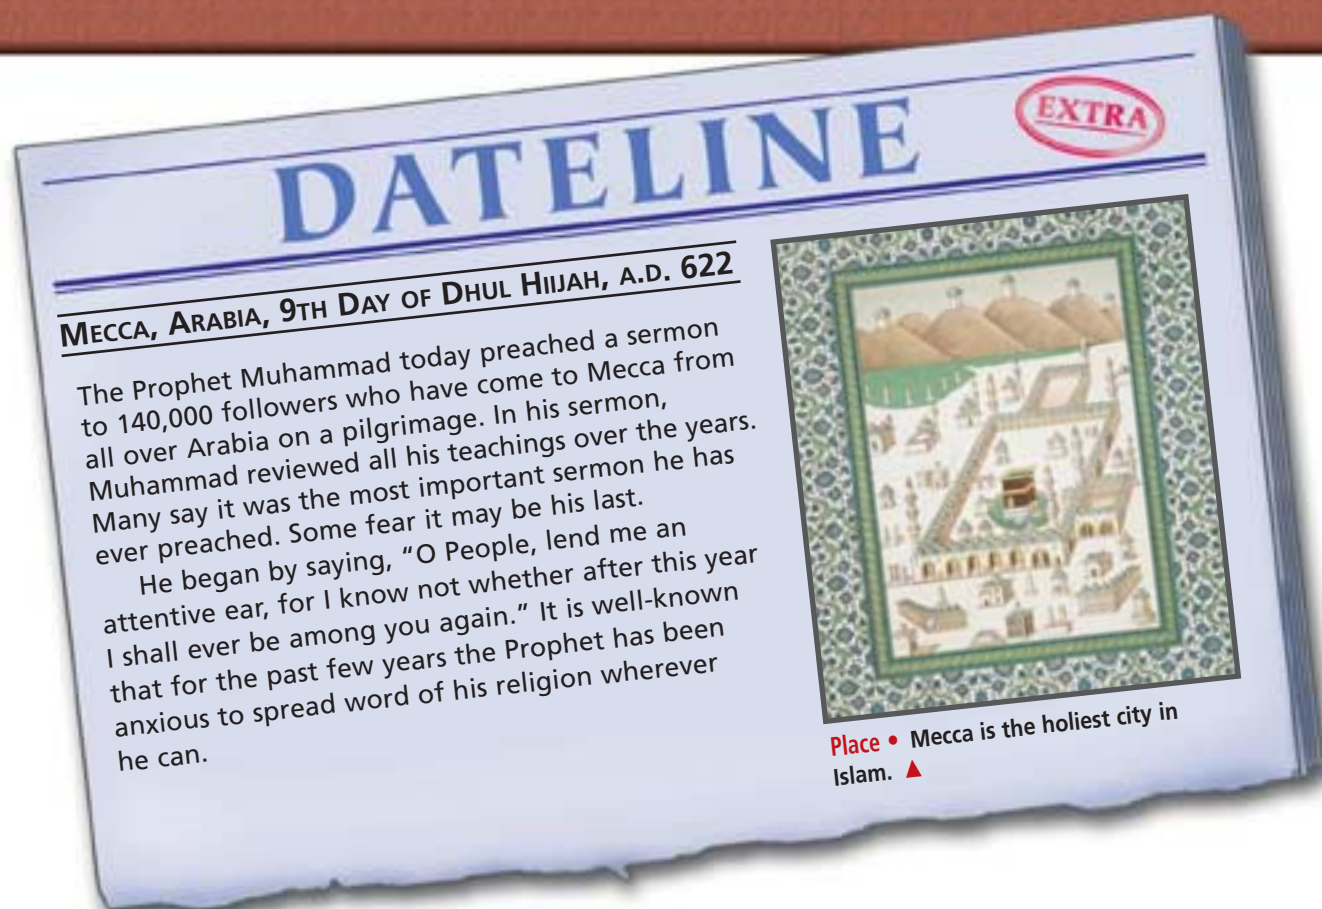 DATELINE
EXTRA
MECCA, ARABIA, 9TH DAY OF DHUL HIIJAH, A.D. 622
The Prophet Muhammad today preached a sermon
to 140,000 followers who have come to Mecca from
all over Arabia on a pilgrimage. In his sermon,
Muhammad reviewed all his teachings over the years.
Many say it was the most important sermon he has
ever preached. Some fear it may be his last.
He began by saying, “O People, lend me an
attentive ear, for I know not whether after this year
I shall ever be among you again.” It is well-known
that for the past few years the Prophet has been
anxious to spread word of his religion wherever
he can.
Place • Mecca is the holiest city in
Islam. ▲